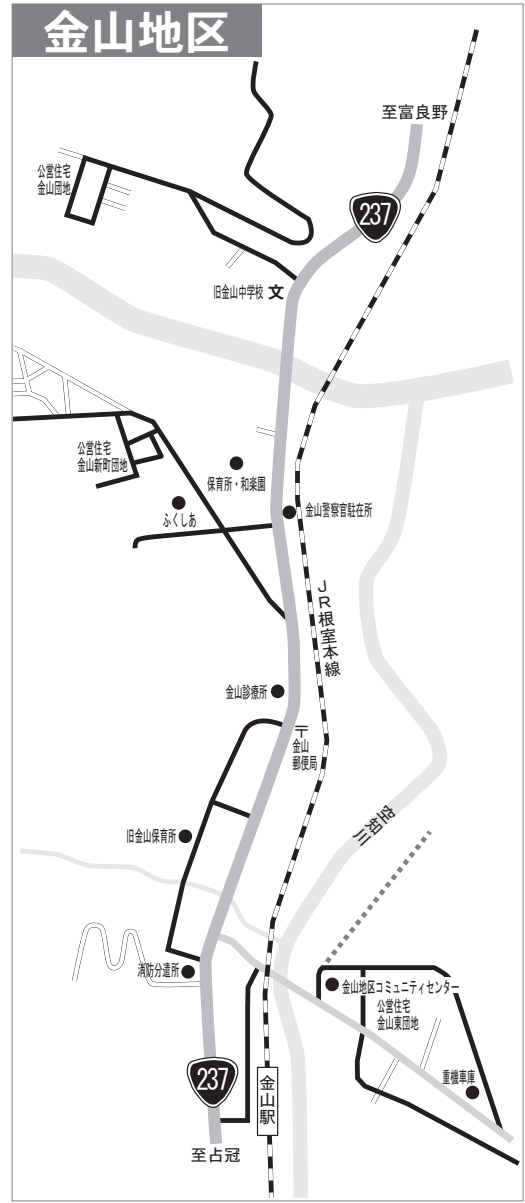 金山地区
至富良野
公営住宅
金山団地
237
旧金山中学校 文
公営住宅
金山新町団地
保育所・和楽園
ふくしあ
金山警察官駐在所
JR根室本線
金山診療所
〒
金山
郵便局
空知川
旧金山保育所
消防分遣所
金山地区コミュニティセンター
公営住宅
金山東団地
重機車庫
237
金山駅
至占冠